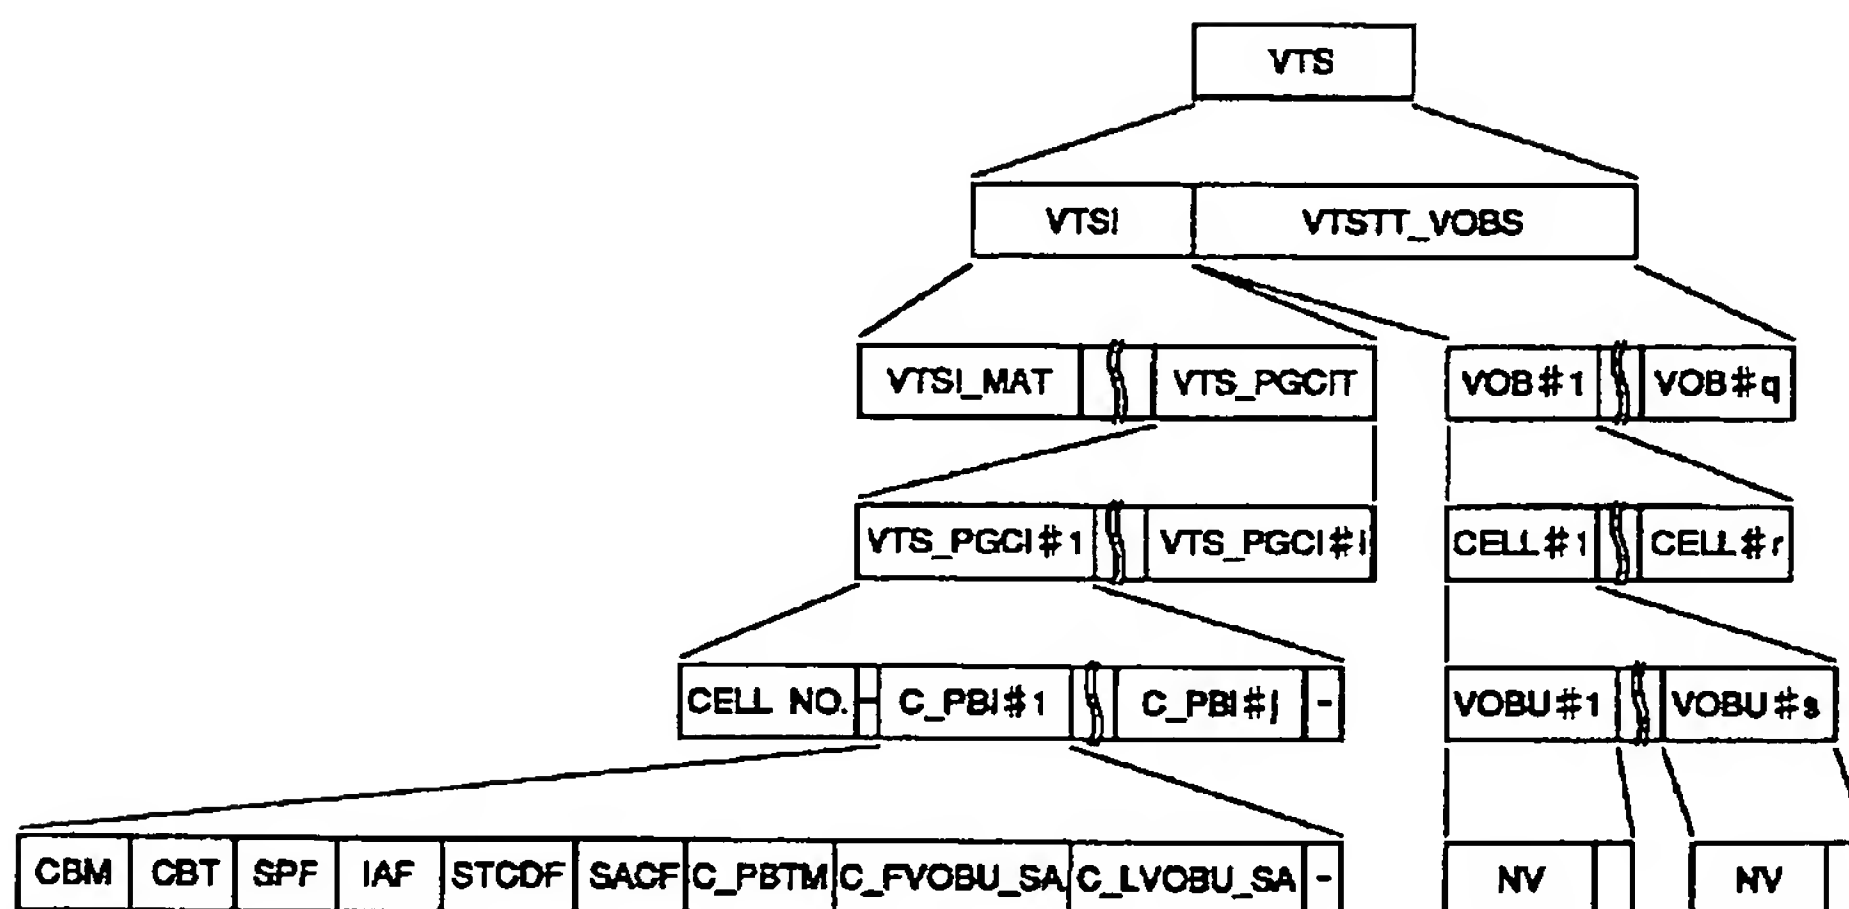 VTS
VTSI VTSTT_VOBS
VTSI_MAT VTS_PGCIT VOB#1 VOB#q
VTS_PGCI#1 VTS_PGCI#i CELL#1 CELL#r
CELL NO. - C_PBI#1 C_PBI#j - VOBU#1 VOBU#s
CBM CBT SPF IAF STCDF SACF C_PBTM C_FVOBU_SA C_LVOBU_SA - NV NV